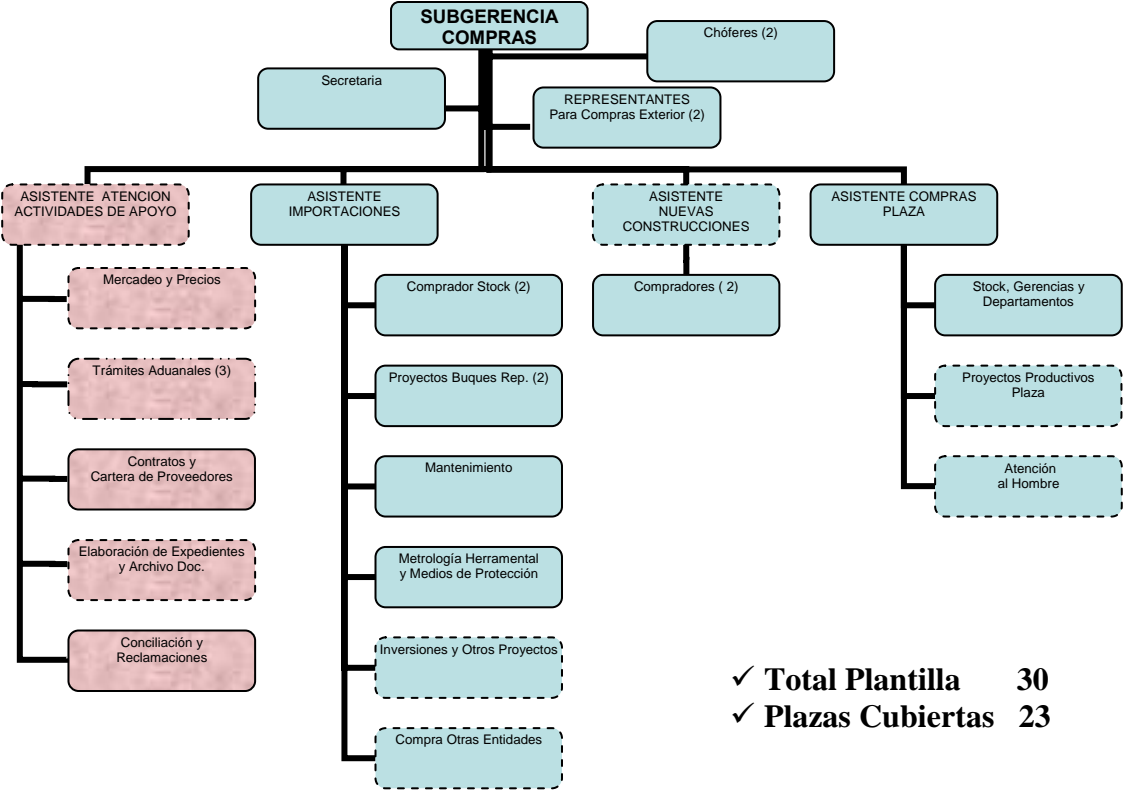 SUBGERENCIA
COMPRAS
Chóferes (2)
Secretaria
REPRESENTANTES
Para Compras Exterior (2)
ASISTENTE ATENCION
ACTIVIDADES DE APOYO
ASISTENTE
IMPORTACIONES
ASISTENTE
NUEVAS
CONSTRUCCIONES
ASISTENTE COMPRAS
PLAZA
Mercadeo y Precios
Trámites Aduanales (3)
Contratos y
Cartera de Proveedores
Elaboración de Expedientes
y Archivo Doc.
Conciliación y
Reclamaciones
Comprador Stock (2)
Proyectos Buques Rep. (2)
Mantenimiento
Metrología Herramental
y Medios de Protección
Inversiones y Otros Proyectos
Compra Otras Entidades
Compradores ( 2)
Stock, Gerencias y
Departamentos
Proyectos Productivos
Plaza
Atención
al Hombre
✓ Total Plantilla 30
✓ Plazas Cubiertas 23